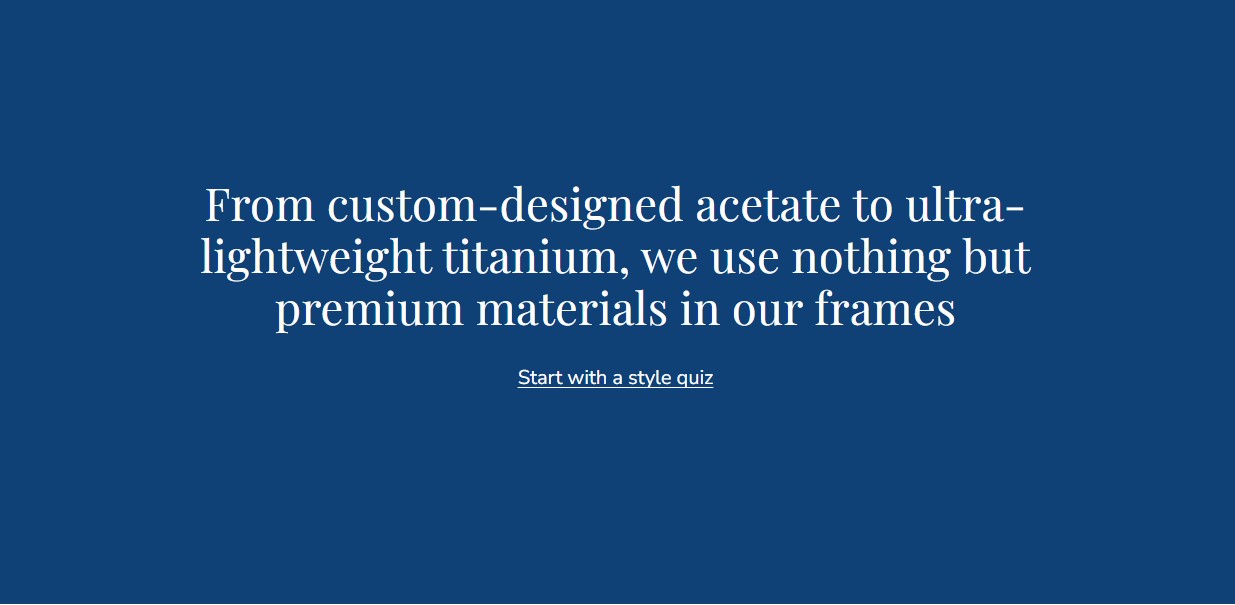 From custom-designed acetate to ultra-
lightweight titanium, we use nothing but
premium materials in our frames
Start with a style quiz